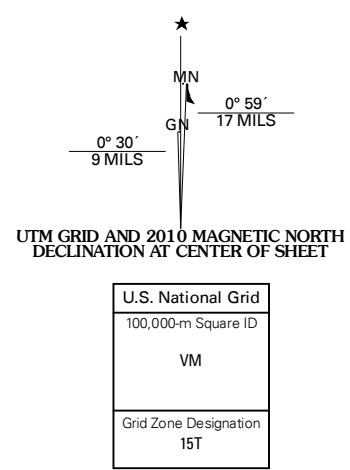 MN
0° 59´
17 MILS
GN
0° 30´
9 MILS
UTM GRID AND 2010 MAGNETIC NORTH
DECLINATION AT CENTER OF SHEET
U.S. National Grid
100,000-m Square ID
VM
Grid Zone Designation
15T